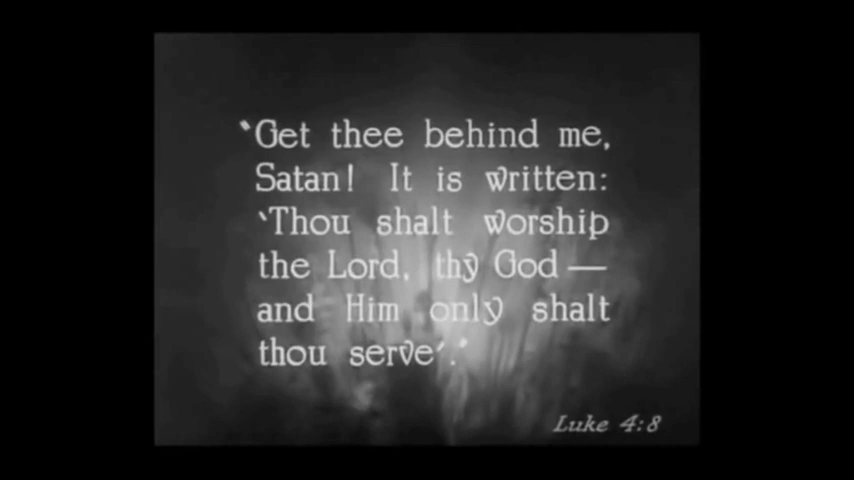 ‘Get thee behind me,
Satan! It is written:
‘Thou shalt worship
the Lord, thy God —
and Him only shalt
thou serve’.’
Luke 4:8